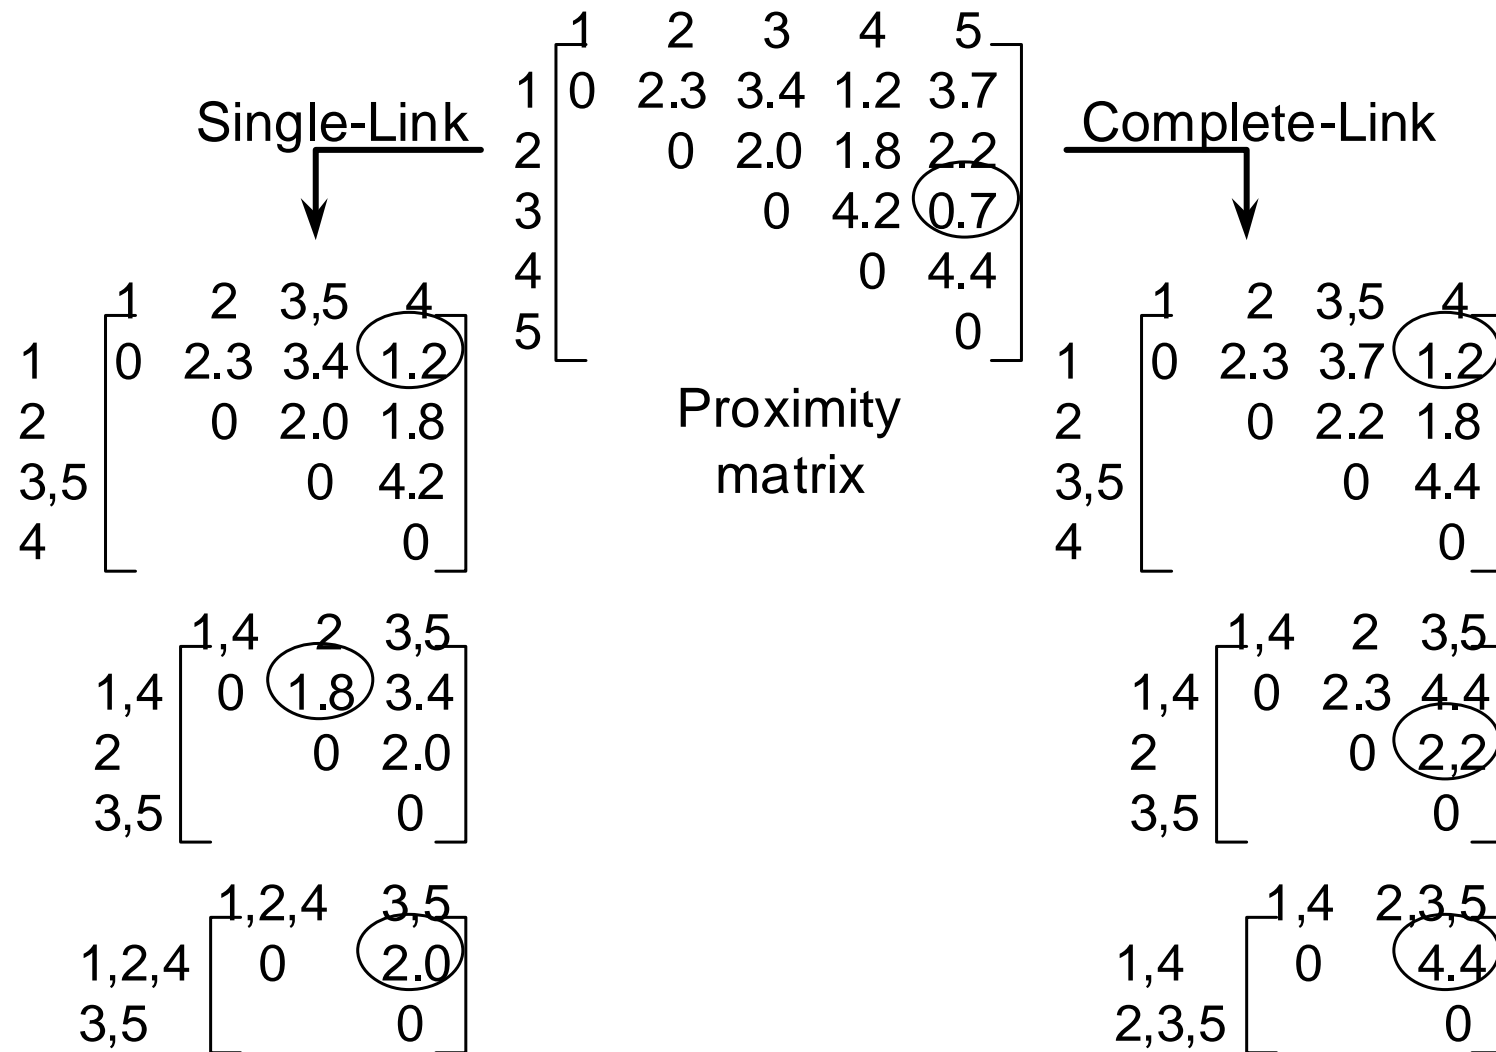 1 2 3 4 5
1 0 2.3 3.4 1.2 3.7
2 0 2.0 1.8 2.2
3 0 4.2 0.7
4 0 4.4
5 0
Proximity
matrix
Single-Link
1 2 3,5 4
1 0 2.3 3.4 1.2
2 0 2.0 1.8
3,5 0 4.2
4 0
1,4 2 3,5
1,4 0 1.8 3.4
2 0 2.0
3,5 0
1,2,4 3,5
1,2,4 0 2.0
3,5 0
Complete-Link
1 2 3,5 4
1 0 2.3 3.7 1.2
2 0 2.2 1.8
3,5 0 4.4
4 0
1,4 2 3,5
1,4 0 2.3 4.4
2 0 2,2
3,5 0
1,4 2,3,5
1,4 0 4.4
2,3,5 0